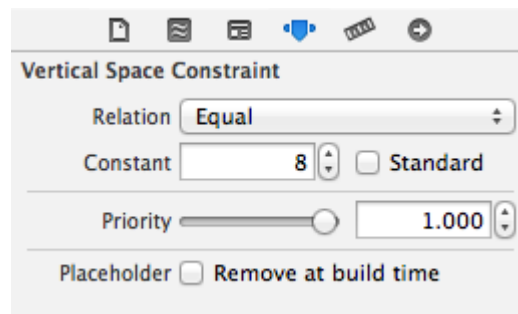 Vertical Space Constraint
Relation Equal
Constant 8 Standard
Priority 1.000
Placeholder Remove at build time